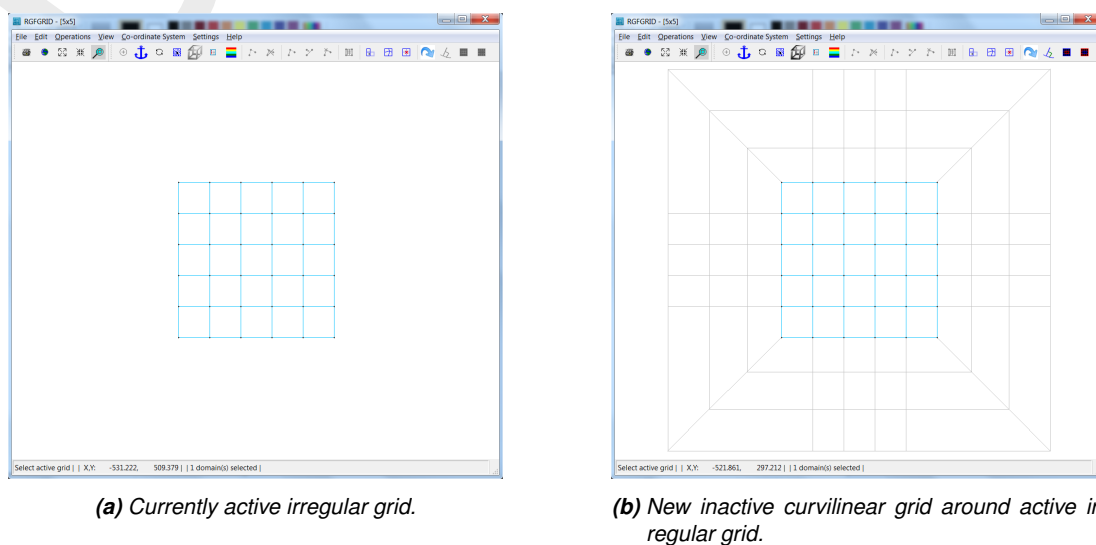 RGFGRID - [5x5]
File Edit Operations View Co-ordinate System Settings Help
Select active grid | | X,Y: -531.222, 509.379 | | 1 domain(s) selected |
(a) Currently active irregular grid.
RGFGRID - [5x5]
File Edit Operations View Co-ordinate System Settings Help
Select active grid | | X,Y: -521.861, 297.212 | | 1 domain(s) selected |
(b) New inactive curvilinear grid around active ir
regular grid.